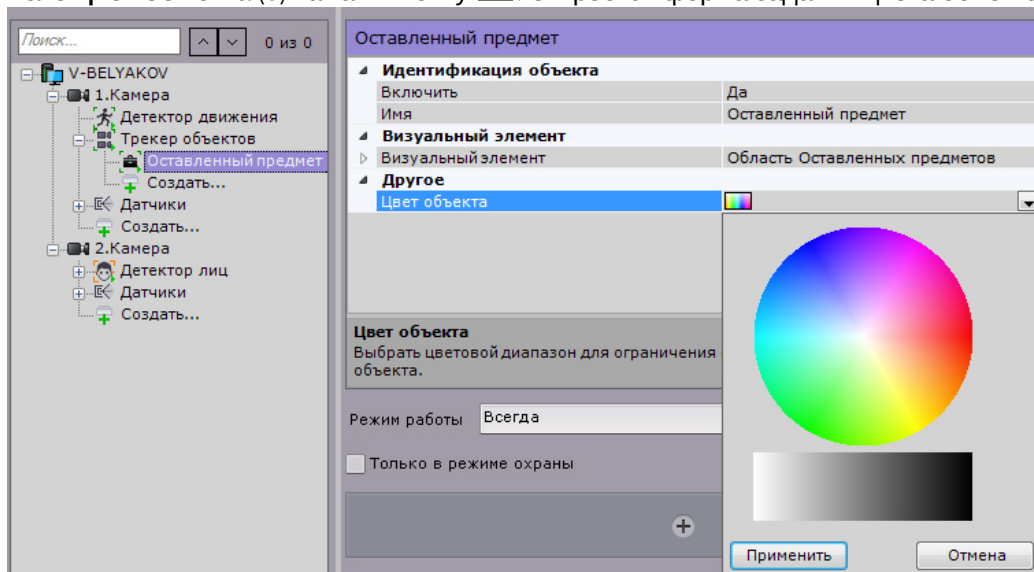 Поиск...
0 из 0
V-BELYAKOV
1.Камера
Детектор движения
Трекер объектов
Оставленный предмет
Создать...
Датчики
Создать...
2.Камера
Детектор лиц
Датчики
Создать...
Оставленный предмет
Идентификация объекта
Включить Да
Имя Оставленный предмет
Визуальный элемент
Визуальный элемент Область Оставленных предметов
Другое
Цвет объекта
Цвет объекта
Выбрать цветовой диапазон для ограничения
объекта.
Режим работы Всегда
Только в режиме охраны
Применить Отмена